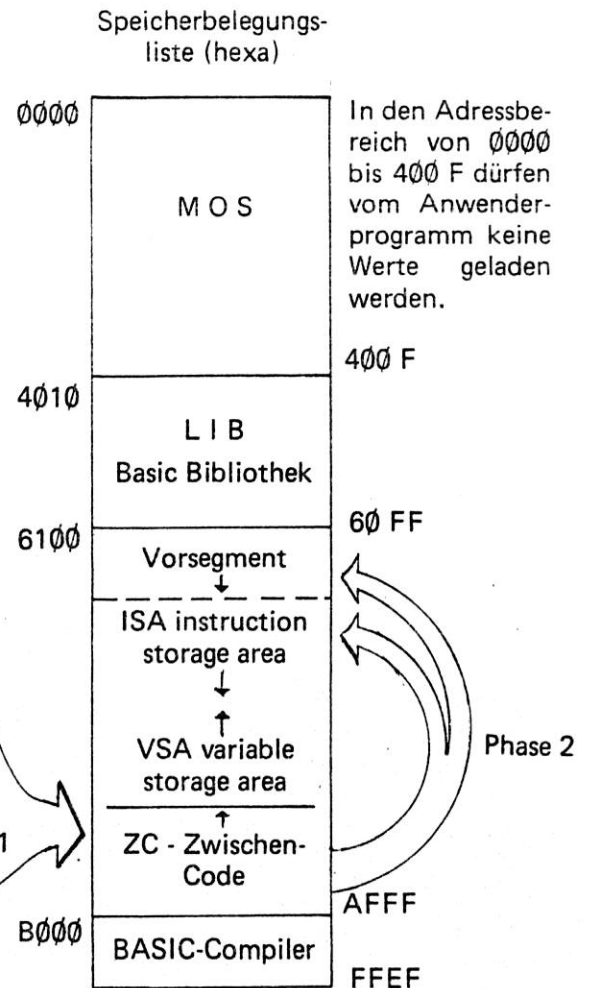 Speicherbelegungs-
liste (hexa)
ØØØØ
In den Adressbe-
reich von ØØØØ
bis 4ØØ F dürfen
vom Anwender-
programm keine
Werte geladen
werden.
M O S
4ØØ F
4Ø1Ø
L I B
Basic Bibliothek
6Ø FF
61ØØ
Vorsegment
ISA instruction
storage area
VSA variable
storage area
Phase 2
1
ZC - Zwischen-
Code
AFFF
BØØØ
BASIC-Compiler
FFEF